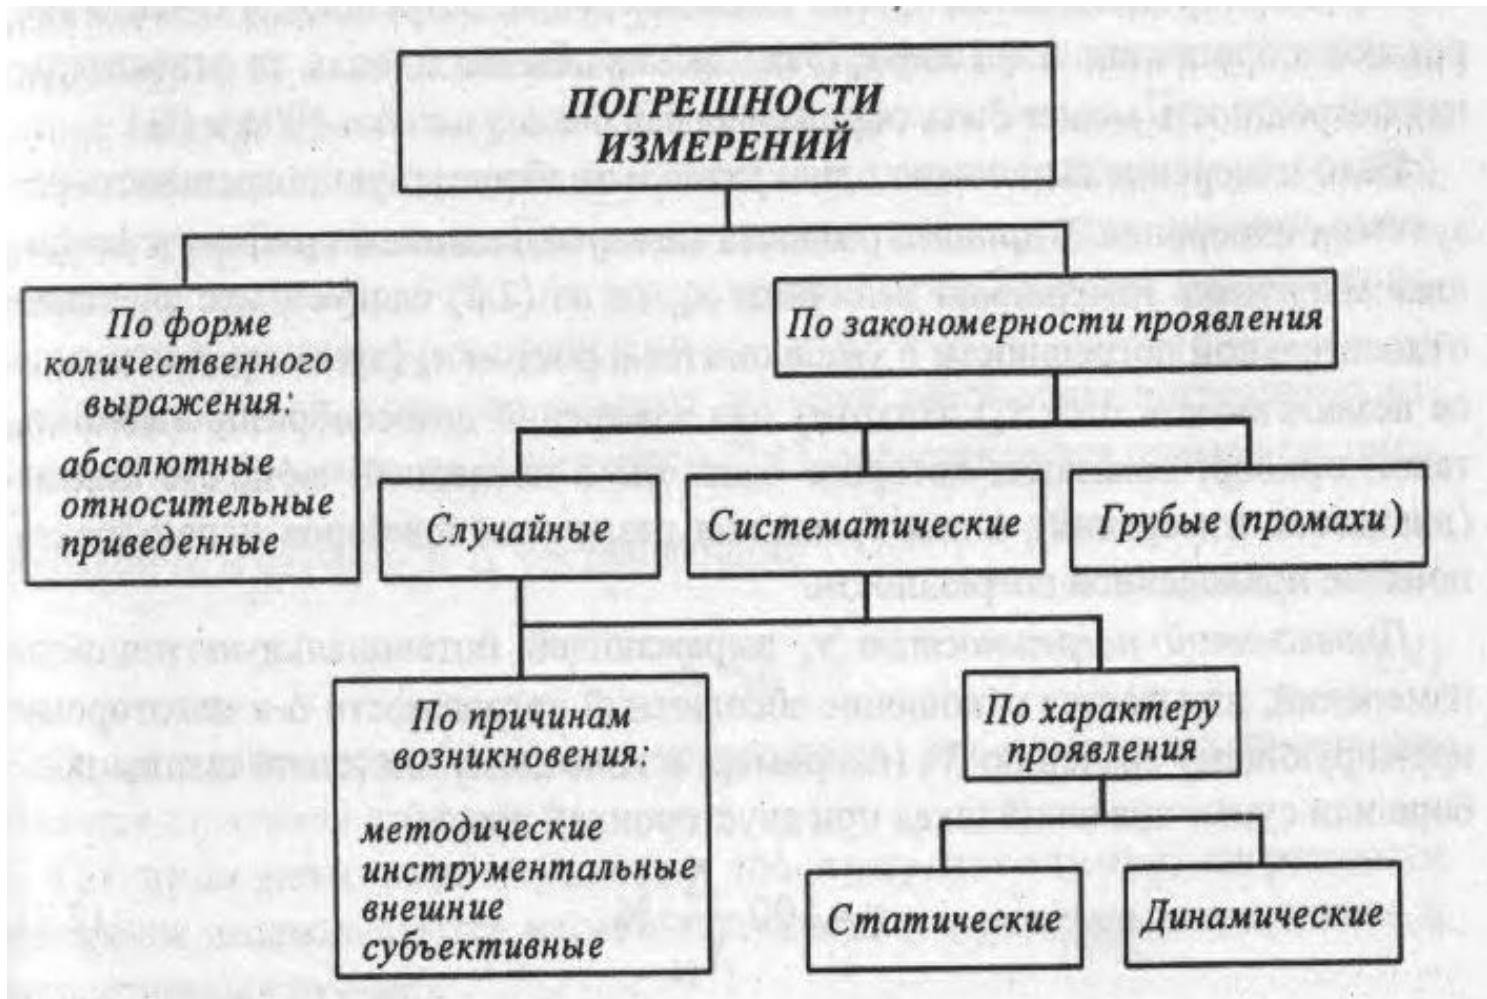 ПОГРЕШНОСТИ
ИЗМЕРЕНИЙ
По форме
количественного
выражения:
абсолютные
относительные
приведенные
По закономерности проявления
Случайные
Систематические
Грубые (промахи)
По причинам
возникновения:
методические
инструментальные
внешние
субъективные
По характеру
проявления
Статические
Динамические